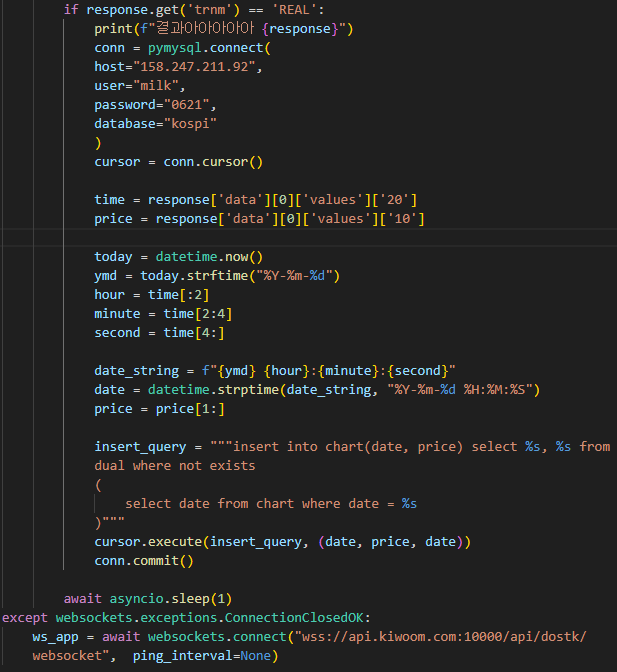 if response.get('trnm') == 'REAL':
print(f"결과아아아아아 {response}")
conn = pymysql.connect(
host="158.247.211.92",
user="milk",
password="0621",
database="kospi"
)
cursor = conn.cursor()
time = response['data'][0]['values']['20']
price = response['data'][0]['values']['10']
today = datetime.now()
ymd = today.strftime("%Y-%m-%d")
hour = time[:2]
minute = time[2:4]
second = time[4:]
date_string = f"{ymd} {hour}:{minute}:{second}"
date = datetime.strptime(date_string, "%Y-%m-%d %H:%M:%S")
price = price[1:]
insert_query = """insert into chart(date, price) select %s, %s from
dual where not exists
(
select date from chart where date = %s
)"""
cursor.execute(insert_query, (date, price, date))
conn.commit()
await asyncio.sleep(1)
except websockets.exceptions.ConnectionClosedOK:
ws_app = await websockets.connect("wss://api.kiwoom.com:10000/api/dostk/
websocket", ping_interval=None)